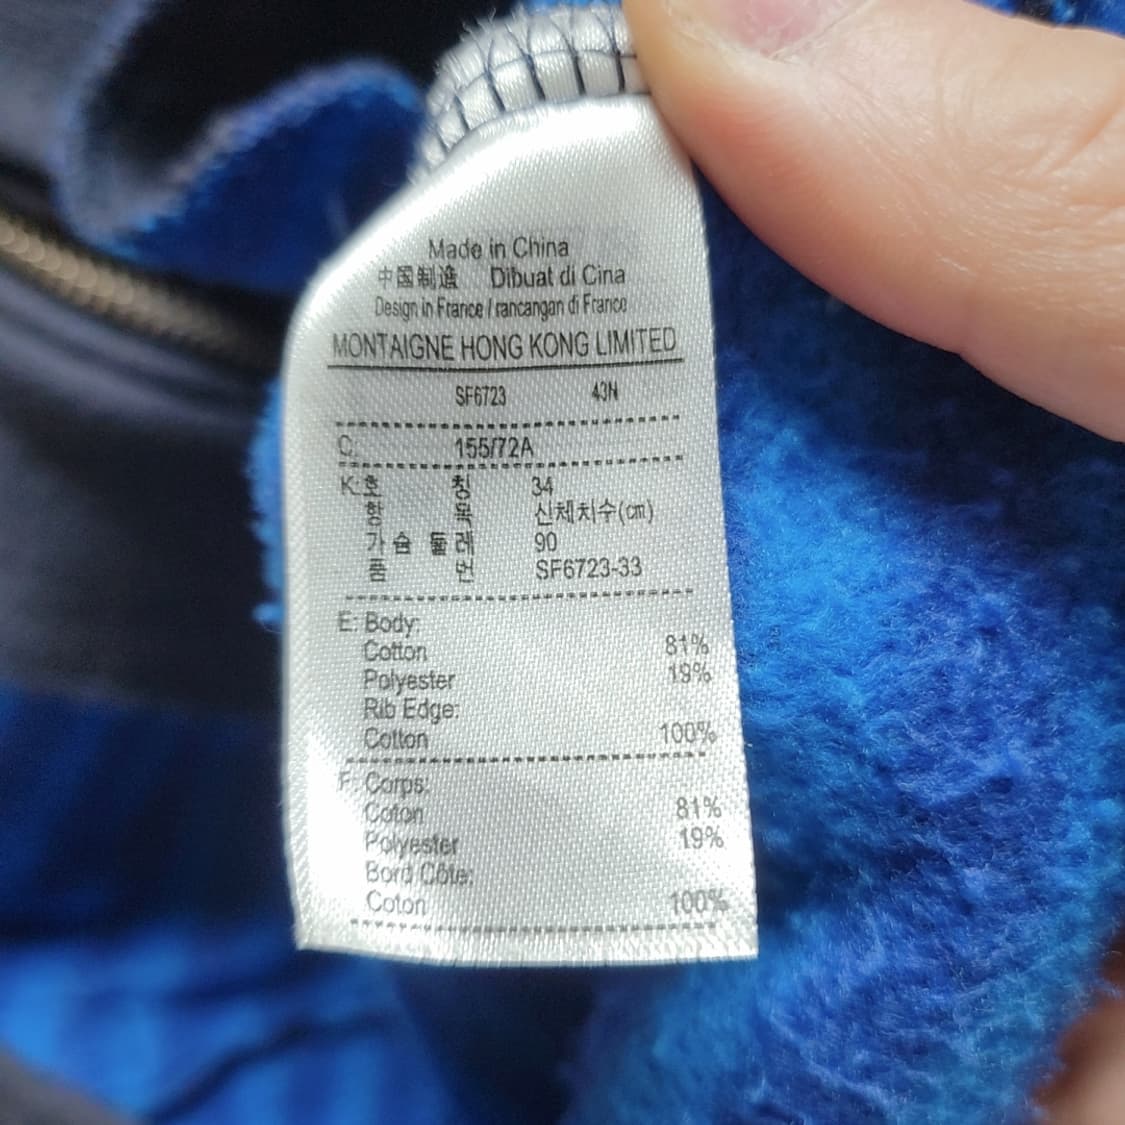 Made in China
中国制造 Dibuat di Cina
Design in France / rancangan di France
MONTAIGNE HONG KONG LIMITED
SF6723 43N
C: 155/72A
K:호 칭 34
항 목 신체치수(cm)
가 슴 둘 레 90
품 번 SF6723-33
E: Body:
Cotton 81%
Polyester 19%
Rib Edge:
Cotton 100%
F: Corps:
Coton 81%
Polyester 19%
Bord Côte:
Coton 100%